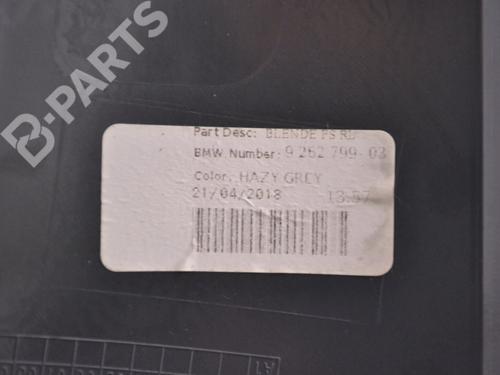 B-PARTS
Part Desc: BLENDE FS RU
BMW Number: 9 262 799-03
Color: HAZY GREY
21/04/2018 13:57